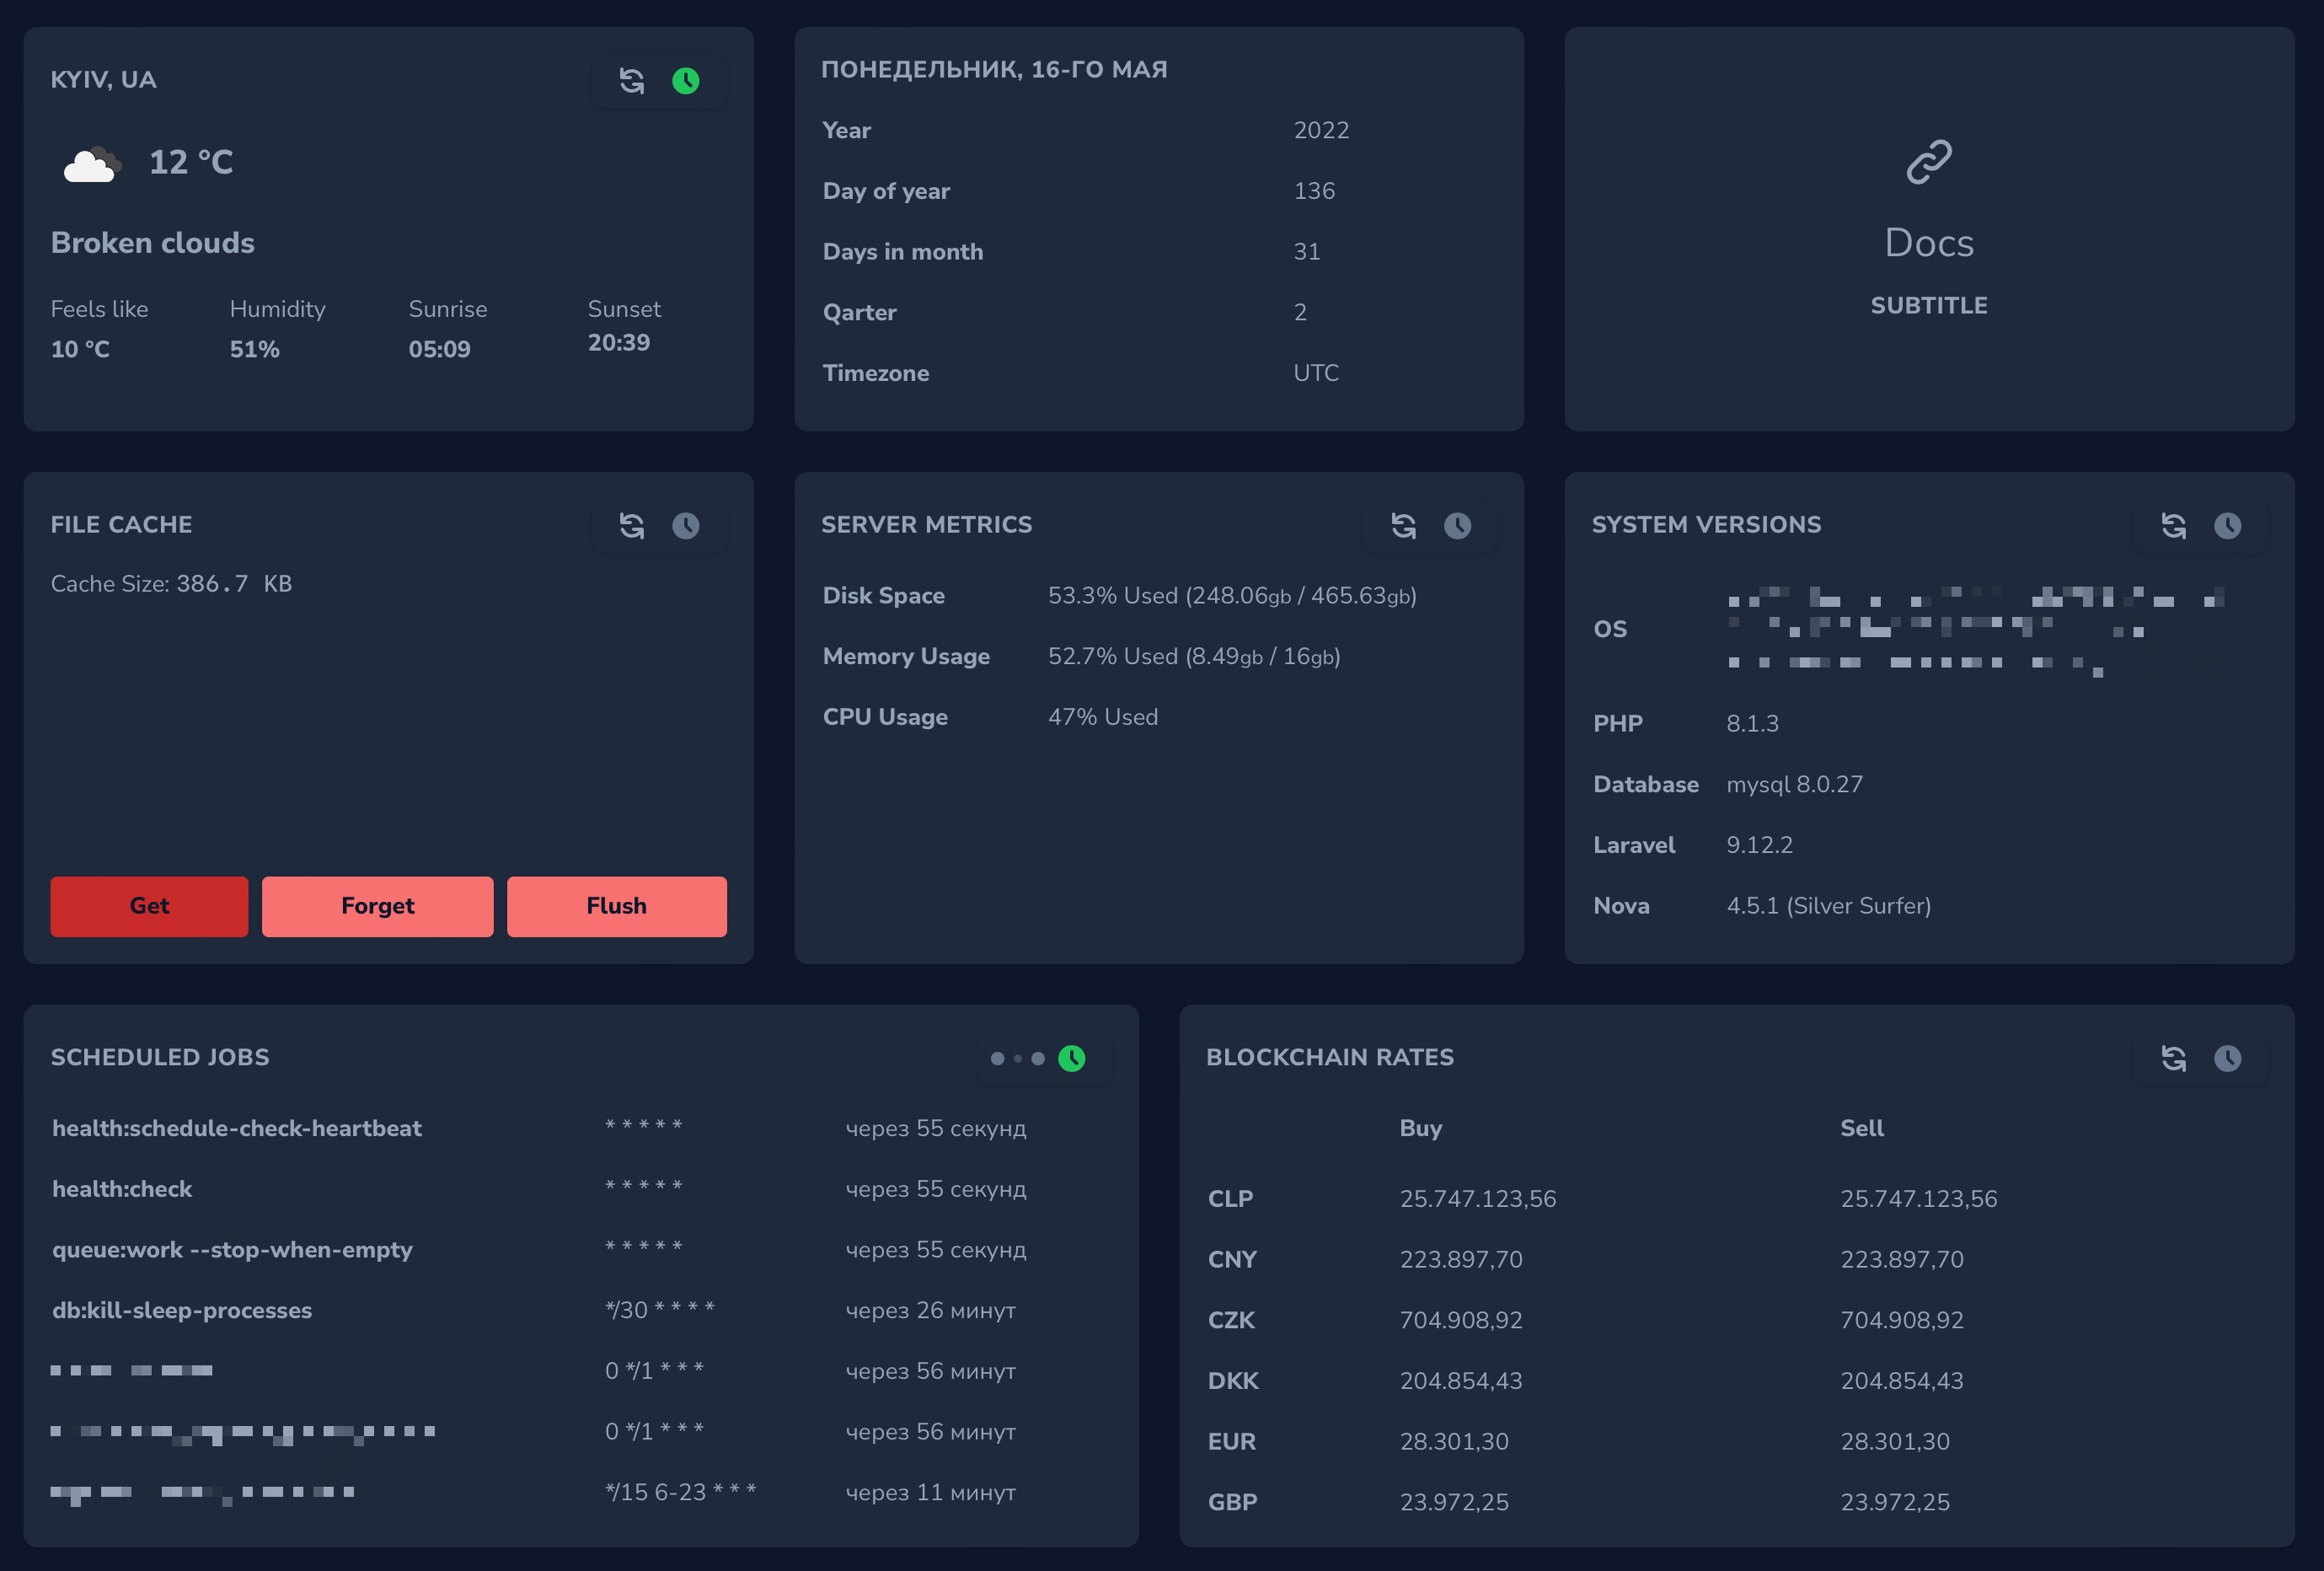 KYIV, UA
12 °C
Broken clouds
Feels like Humidity Sunrise Sunset
10 °C 51% 05:09 20:39
ПОНЕДЕЛЬНИК, 16-ГО МАЯ
Year 2022
Day of year 136
Days in month 31
Qarter 2
Timezone UTC
Docs
SUBTITLE
FILE CACHE
Cache Size: 386.7 KB
Get Forget Flush
SERVER METRICS
Disk Space 53.3% Used (248.06gb / 465.63gb)
Memory Usage 52.7% Used (8.49gb / 16gb)
CPU Usage 47% Used
SYSTEM VERSIONS
OS
PHP 8.1.3
Database mysql 8.0.27
Laravel 9.12.2
Nova 4.5.1 (Silver Surfer)
SCHEDULED JOBS
health:schedule-check-heartbeat * * * * * через 55 секунд
health:check * * * * * через 55 секунд
queue:work --stop-when-empty * * * * * через 55 секунд
db:kill-sleep-processes */30 * * * * через 26 минут
0 */1 * * * через 56 минут
0 */1 * * * через 56 минут
*/15 6-23 * * * через 11 минут
BLOCKCHAIN RATES
Buy Sell
CLP 25.747.123,56 25.747.123,56
CNY 223.897,70 223.897,70
CZK 704.908,92 704.908,92
DKK 204.854,43 204.854,43
EUR 28.301,30 28.301,30
GBP 23.972,25 23.972,25